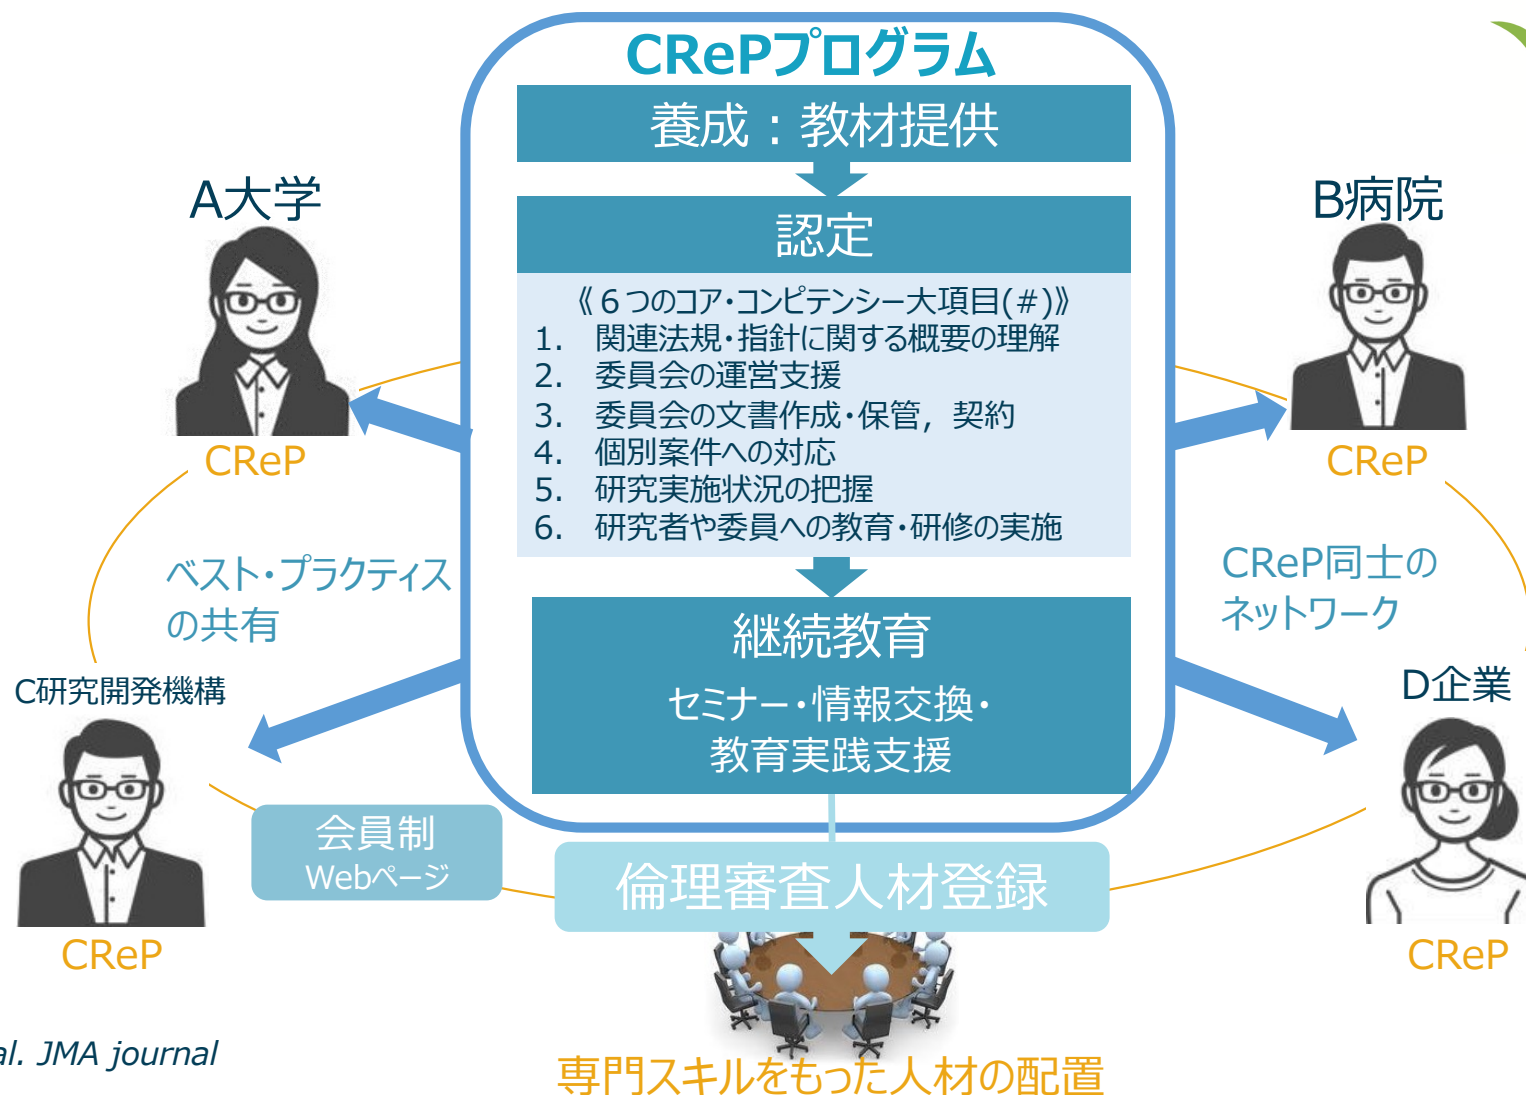 CRePプログラム
養成：教材提供
認定
《６つのコア・コンピテンシー大項目(＃)》
1. 関連法規・指針に関する概要の理解
2. 委員会の運営支援
3. 委員会の文書作成・保管，契約
4. 個別案件への対応
5. 研究実施状況の把握
6. 研究者や委員への教育・研修の実施
継続教育
セミナー・情報交換・
教育実践支援
A大学
CReP
B病院
CReP
ベスト・プラクティス
の共有
CReP同士の
ネットワーク
C研究開発機構
CReP
D企業
CReP
会員制
Webページ
倫理審査人材登録
専門スキルをもった人材の配置
al. JMA journal